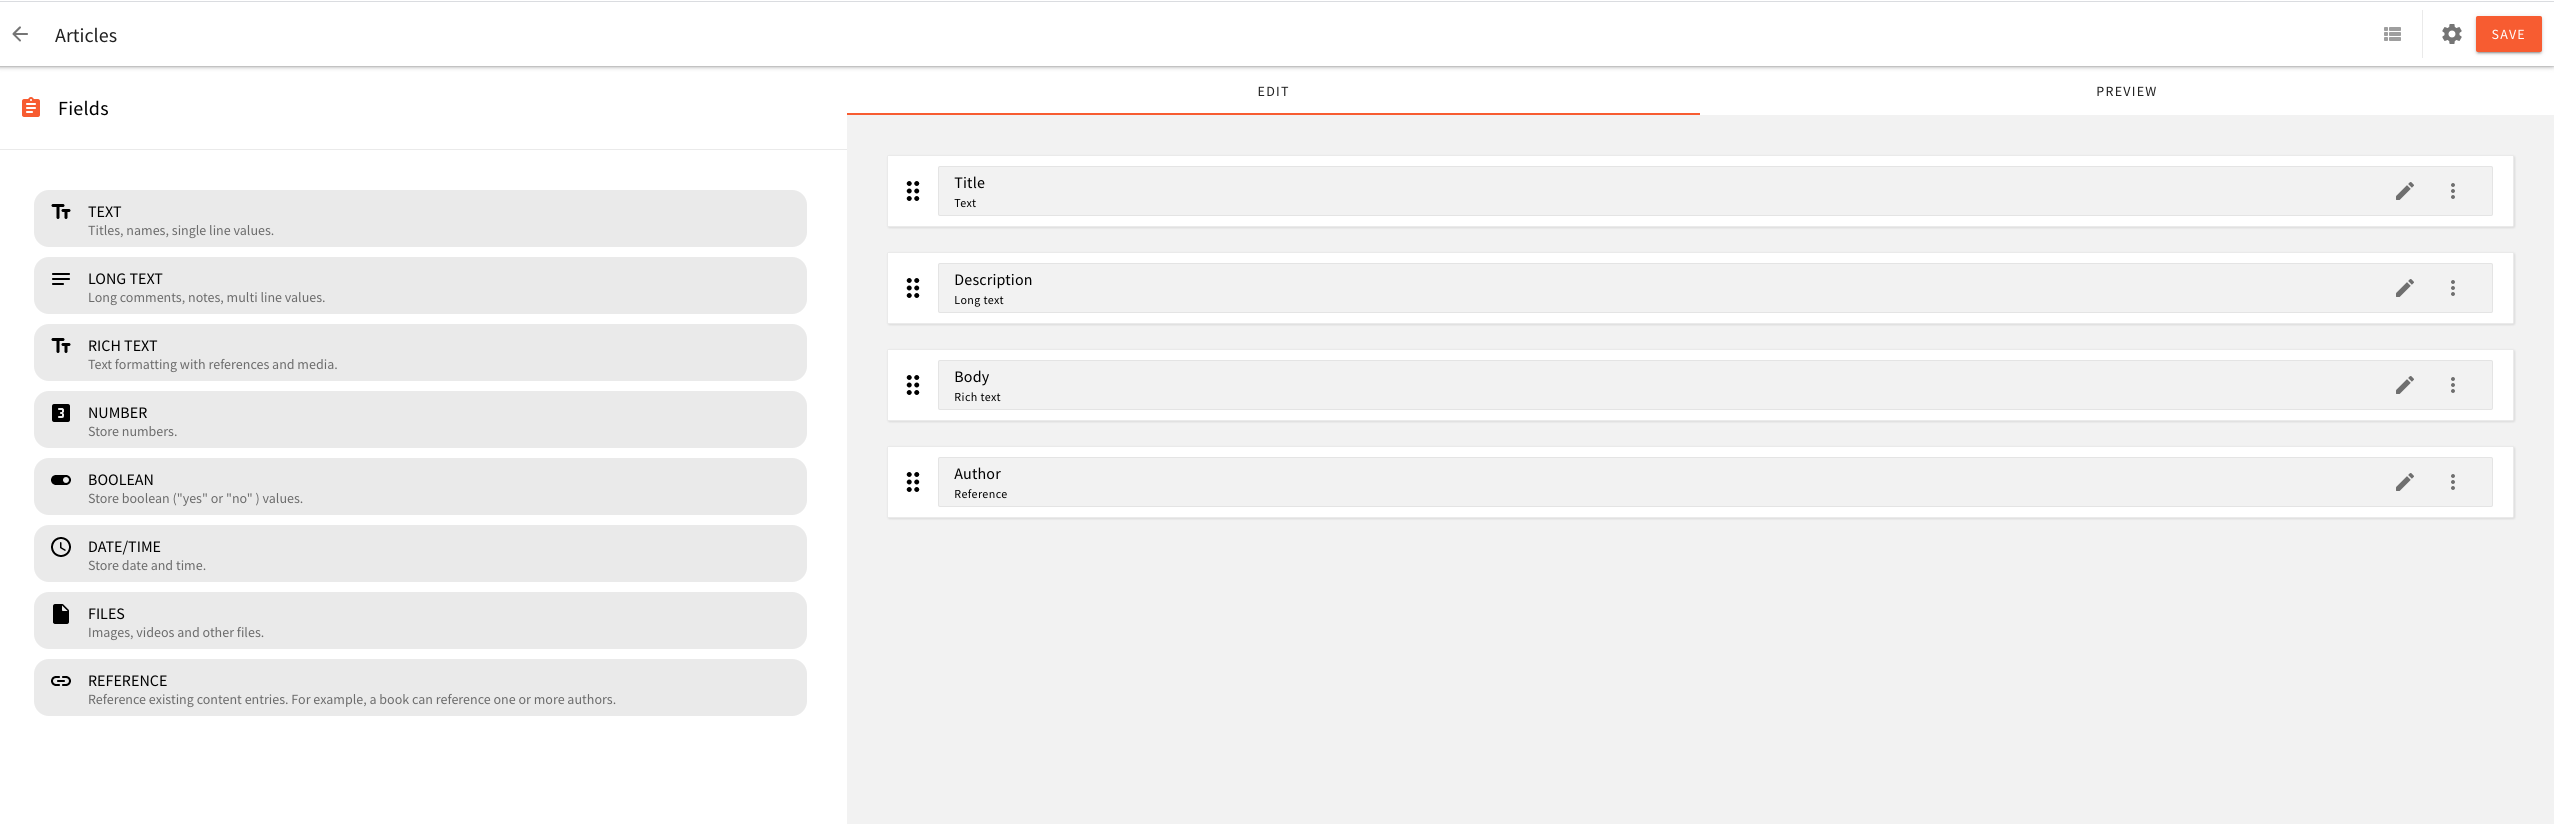 Articles
SAVE
Fields
EDIT
PREVIEW
TEXT
Titles, names, single line values.
LONG TEXT
Long comments, notes, multi line values.
RICH TEXT
Text formatting with references and media.
3
NUMBER
Store numbers.
BOOLEAN
Store boolean ("yes" or "no" ) values.
DATE/TIME
Store date and time.
FILES
Images, videos and other files.
REFERENCE
Reference existing content entries. For example, a book can reference one or more authors.
Title
Text
Description
Long text
Body
Rich text
Author
Reference